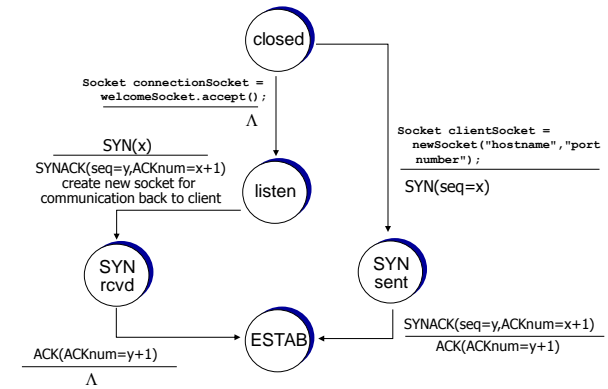 closed
Socket connectionSocket =
welcomeSocket.accept();
Λ
Socket clientSocket =
newSocket("hostname","port
number");
SYN(seq=x)
SYN(x)
SYNACK(seq=y,ACKnum=x+1)
create new socket for
communication back to client
listen
SYN
rcvd
SYN
sent
ESTAB
SYNACK(seq=y,ACKnum=x+1)
ACK(ACKnum=y+1)
ACK(ACKnum=y+1)
Λ